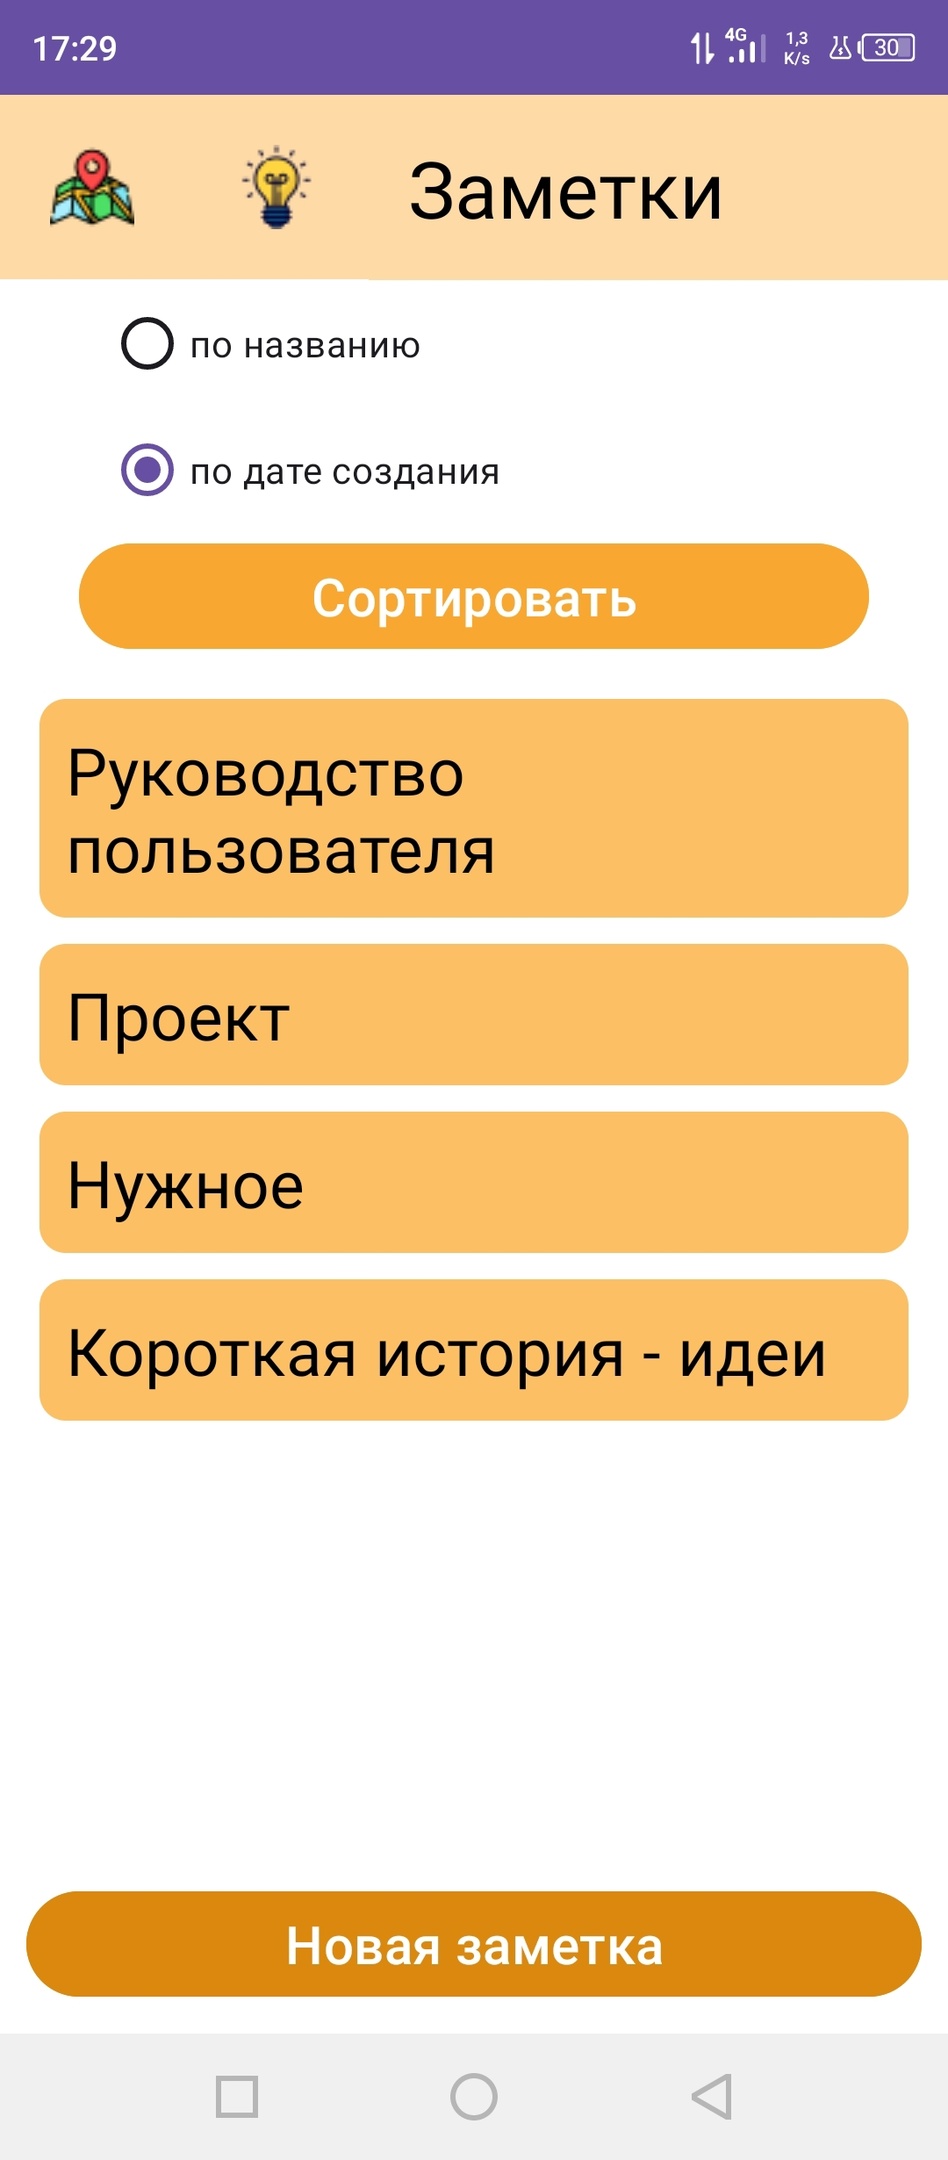 17:29
4G
1,3
K/s
30
Заметки
по названию
по дате создания
Сортировать
Руководство
пользователя
Проект
Нужное
Короткая история - идеи
Новая заметка